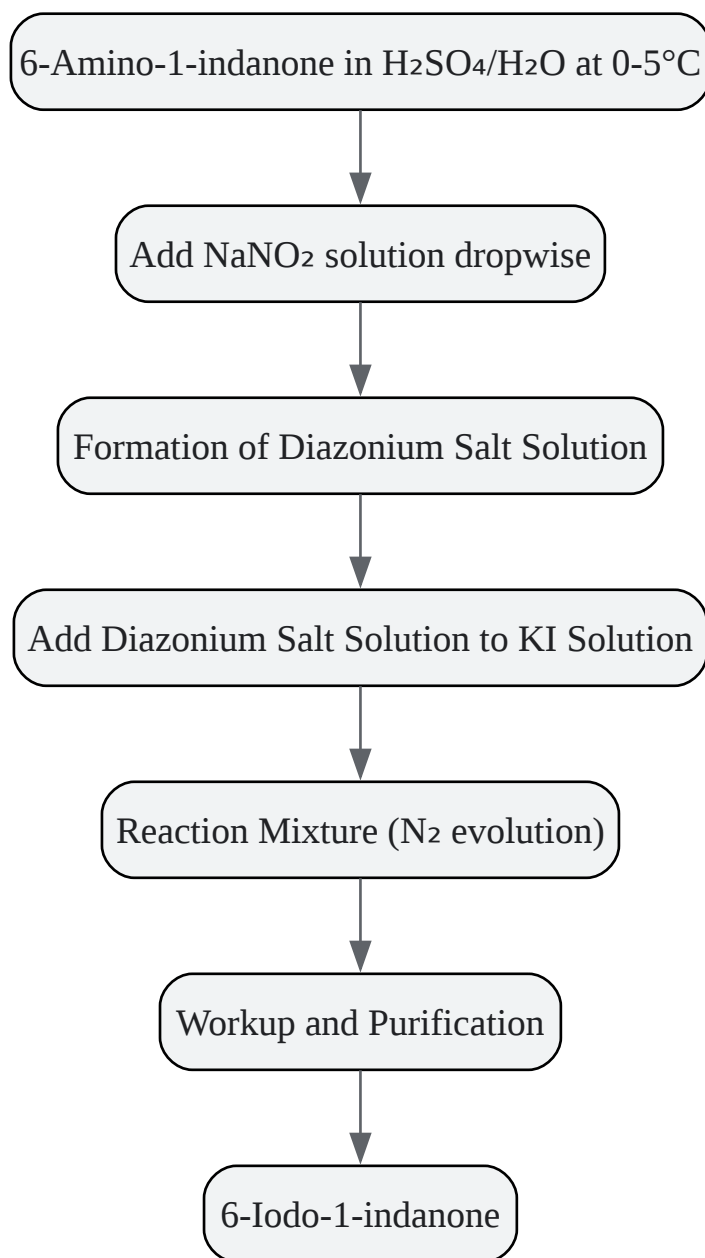 6-Amino-1-indanone in H₂SO₄/H₂O at 0-5°C
Add NaNO₂ solution dropwise
Formation of Diazonium Salt Solution
Add Diazonium Salt Solution to KI Solution
Reaction Mixture (N₂ evolution)
Workup and Purification
6-Iodo-1-indanone